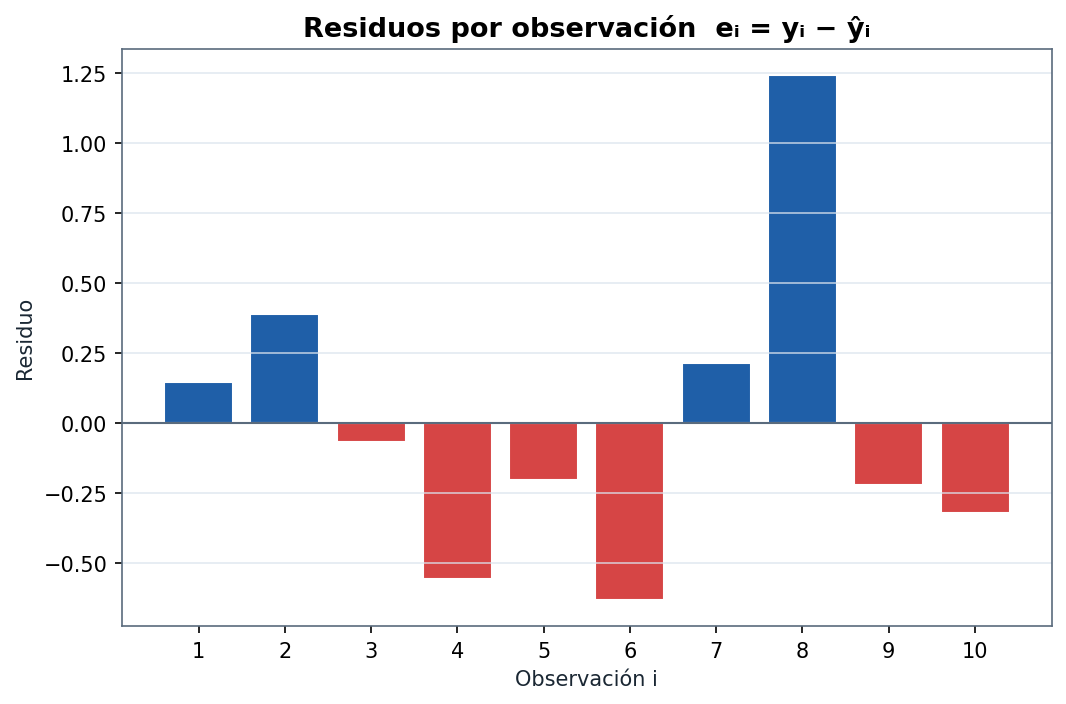 Residuos por observación  eᵢ = yᵢ − ŷᵢ
1.25
1.00
0.75
0.50
0.25
0.00
−0.25
−0.50
Residuo
1 2 3 4 5 6 7 8 9 10
Observación i